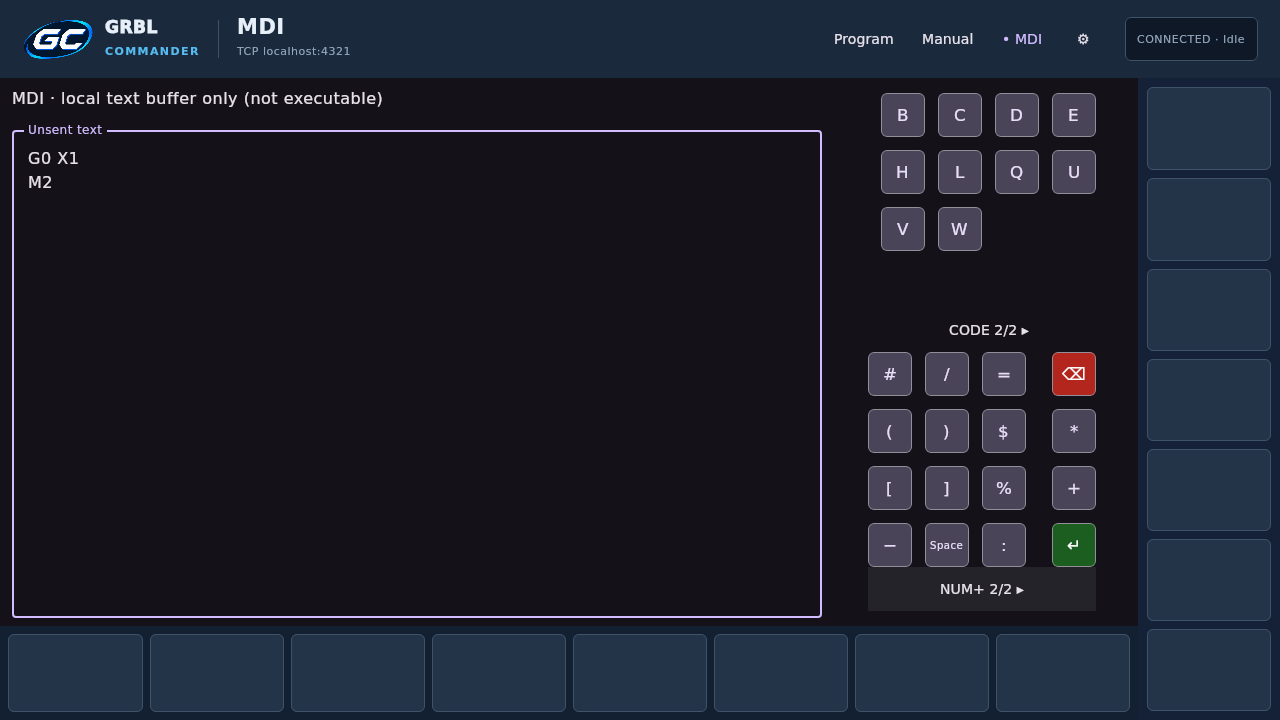 GC GRBL COMMANDER
MDI
TCP localhost:4321
Program Manual • MDI ⚙ CONNECTED · Idle
MDI · local text buffer only (not executable)
Unsent text
G0 X1
M2
B C D E
H L Q U
V W
CODE 2/2 ▸
# / = ⌫
( ) $ *
[ ] % +
− Space : ↵
NUM+ 2/2 ▸